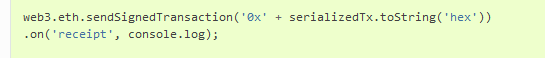 web3.eth.sendSignedTransaction('0x' + serializedTx.toString('hex'))
.on('receipt', console.log);